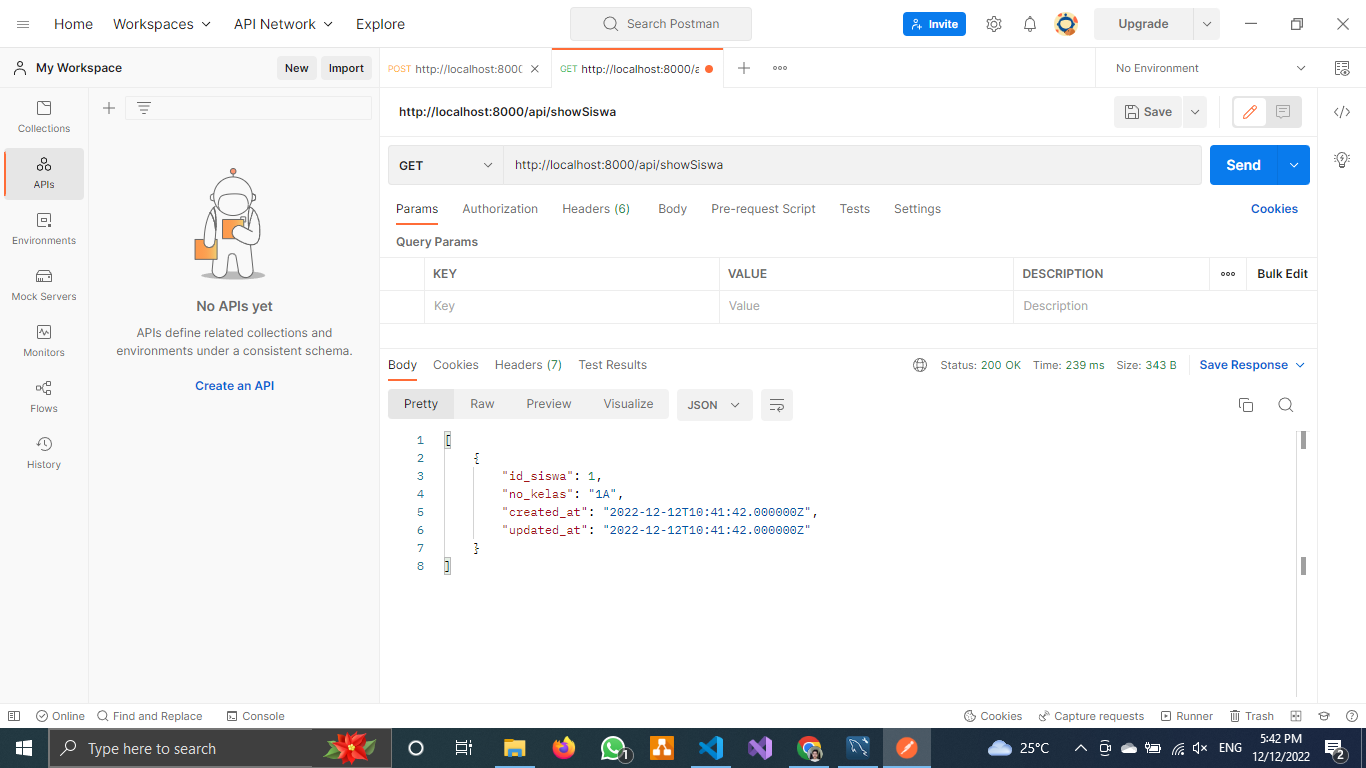 Home Workspaces API Network Explore Search Postman Invite Upgrade
My Workspace New Import POST http://localhost:8000 GET http://localhost:8000/a No Environment
Collections
APIs
Environments
Mock Servers
Monitors
Flows
History
No APIs yet
APIs define related collections and
environments under a consistent schema.
Create an API
http://localhost:8000/api/showSiswa Save
GET http://localhost:8000/api/showSiswa Send
Params Authorization Headers (6) Body Pre-request Script Tests Settings Cookies
Query Params
KEY VALUE DESCRIPTION Bulk Edit
Key Value Description
Body Cookies Headers (7) Test Results Status: 200 OK Time: 239 ms Size: 343 B Save Response
Pretty Raw Preview Visualize JSON
1 [
2 {
3 "id_siswa": 1,
4 "no_kelas": "1A",
5 "created_at": "2022-12-12T10:41:42.000000Z",
6 "updated_at": "2022-12-12T10:41:42.000000Z"
7 }
8 ]
Online Find and Replace Console Cookies Capture requests Runner Trash
Type here to search 1 25°C ENG 5:42 PM
12/12/2022 2